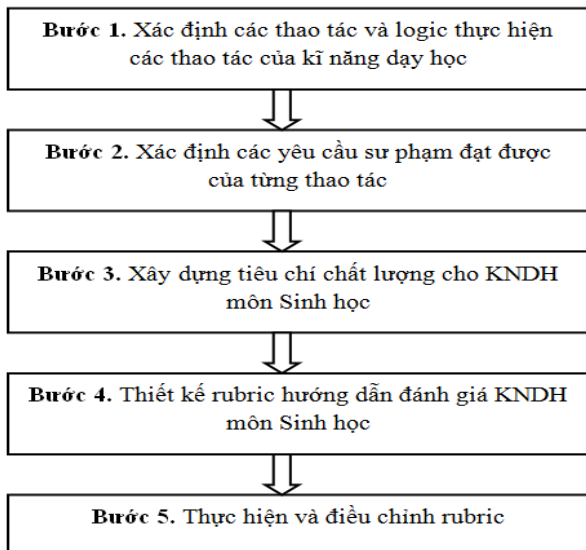 Bước 1. Xác định các thao tác và logic thực hiện
các thao tác của kĩ năng dạy học
Bước 2. Xác định các yêu cầu sư phạm đạt được
của từng thao tác
Bước 3. Xây dựng tiêu chí chất lượng cho KNDH
môn Sinh học
Bước 4. Thiết kế rubric hướng dẫn đánh giá KNDH
môn Sinh học
Bước 5. Thực hiện và điều chỉnh rubric